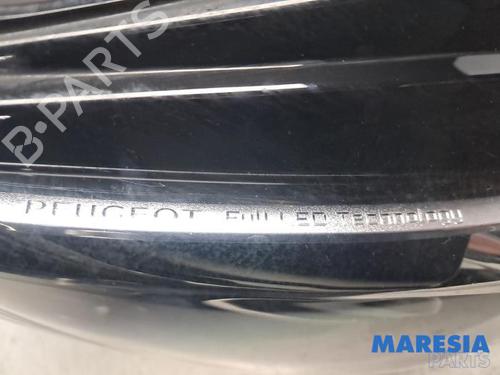 B-PARTS
PEUGEOT Full LED Technology
MARESIA
PARTS